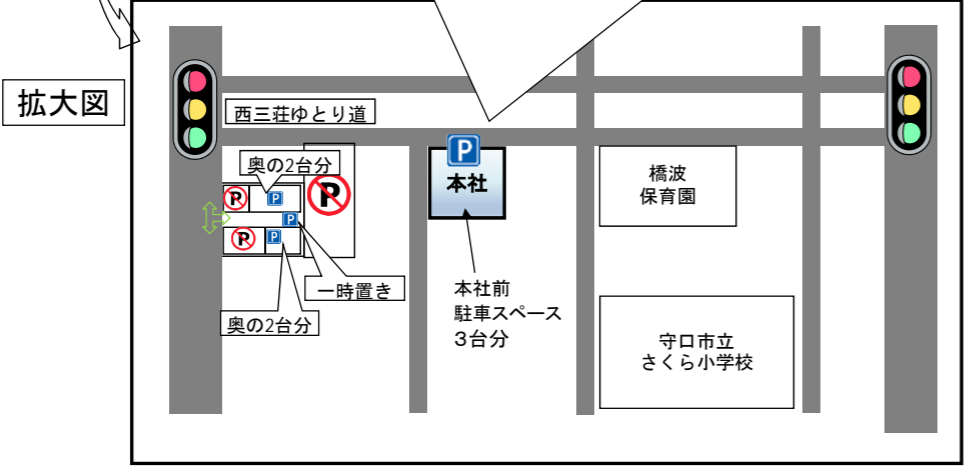 拡大図
西三荘ゆとり道
奥の2台分
P
P
P
P
P
P
一時置き
奥の2台分
P
本社
本社前
駐車スペース
3台分
橋波
保育園
守口市立
さくら小学校